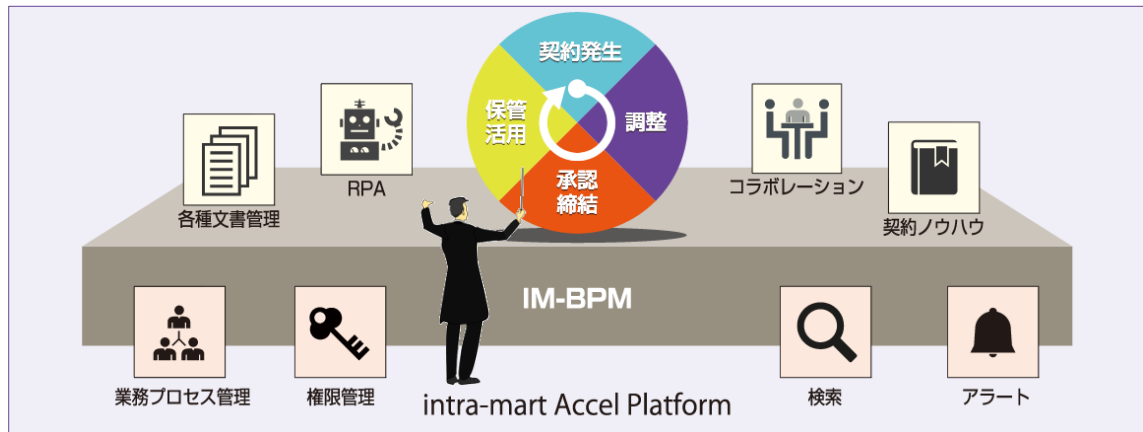 契約発生
保管
活用
調整
承認
締結
各種文書管理
RPA
コラボレーション
契約ノウハウ
IM-BPM
業務プロセス管理
権限管理
intra-mart Accel Platform
検索
アラート